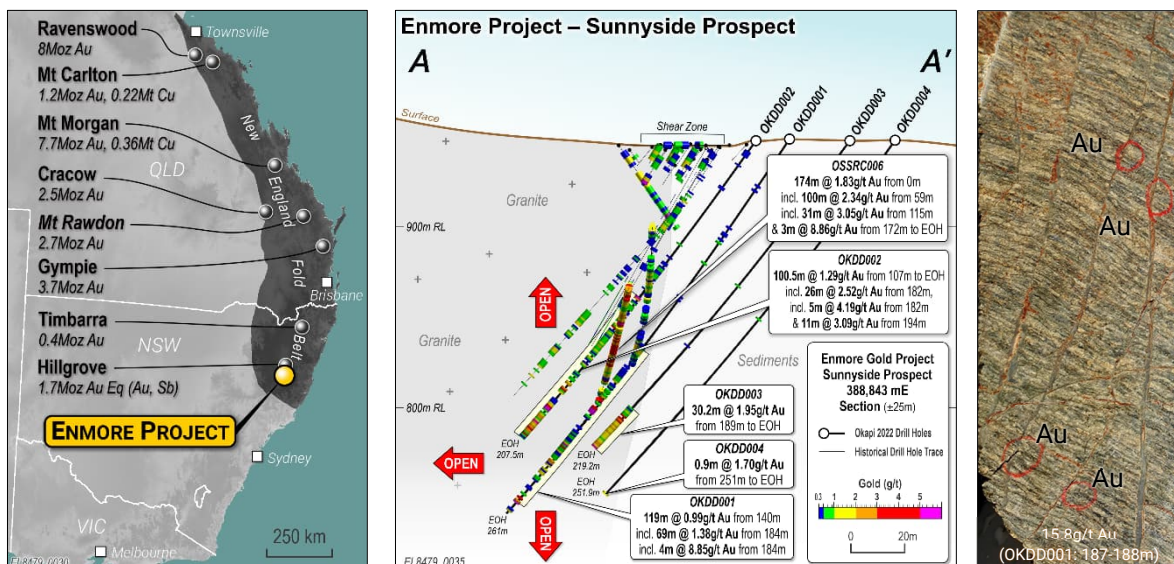 Ravenswood
8Moz Au
Mt Carlton
1.2Moz Au, 0.22Mt Cu
Mt Morgan
7.7Moz Au, 0.36Mt Cu
Cracow
2.5Moz Au
Mt Rawdon
2.7Moz Au
Gympie
3.7Moz Au
Timbarra
0.4Moz Au
Hillgrove
1.7Moz Au Eq (Au, Sb)
ENMORE PROJECT
Townsville
New
England
Fold
Belt
QLD
Brisbane
NSW
Sydney
VIC
Melbourne
250 km
EL8479_0030
Enmore Project – Sunnyside Prospect
A
A'
Surface
Shear Zone
OKDD002
OKDD001
OKDD003
OKDD004
Granite
900m RL
OPEN
Granite
800m RL
OPEN
OPEN
Sediments
OSSRC006
174m @ 1.83g/t Au from 0m
incl. 100m @ 2.34g/t Au from 59m
incl. 31m @ 3.05g/t Au from 115m
& 3m @ 8.86g/t Au from 172m to EOH
OKDD002
100.5m @ 1.29g/t Au from 107m to EOH
incl. 26m @ 2.52g/t Au from 182m,
incl. 5m @ 4.19g/t Au from 182m
& 11m @ 3.09g/t Au from 194m
OKDD003
30.2m @ 1.95g/t Au
from 189m to EOH
OKDD004
0.9m @ 1.70g/t Au
from 251m to EOH
OKDD001
119m @ 0.99g/t Au from 140m
incl. 69m @ 1.38g/t Au from 184m
incl. 4m @ 8.85g/t Au from 184m
EOH
207.5m
EOH
219.2m
EOH
251.9m
EOH
261m
Enmore Gold Project
Sunnyside Prospect
388,843 mE
Section (±25m)
Okapi 2022 Drill Holes
Historical Drill Hole Trace
Gold (g/t)
0.3 1 2 3 4 5 6
0 20m
EL8479_0035
Au
Au
Au
Au
15.8g/t Au
(OKDD001: 187-188m)